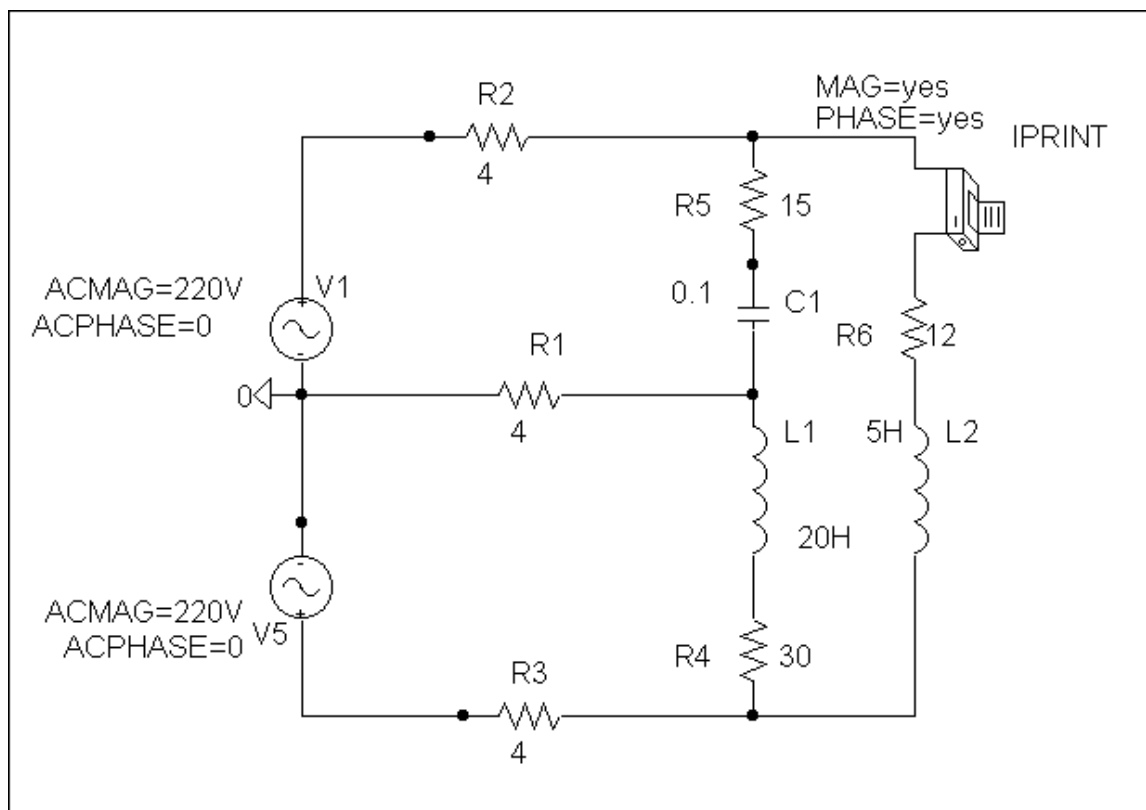 MAG=yes
PHASE=yes
IPRINT
R2
4
R5
15
ACMAG=220V
ACPHASE=0
V1
0.1
C1
R6
12
R1
0
4
L1
5H
L2
20H
ACMAG=220V
ACPHASE=0
V5
R4
30
R3
4